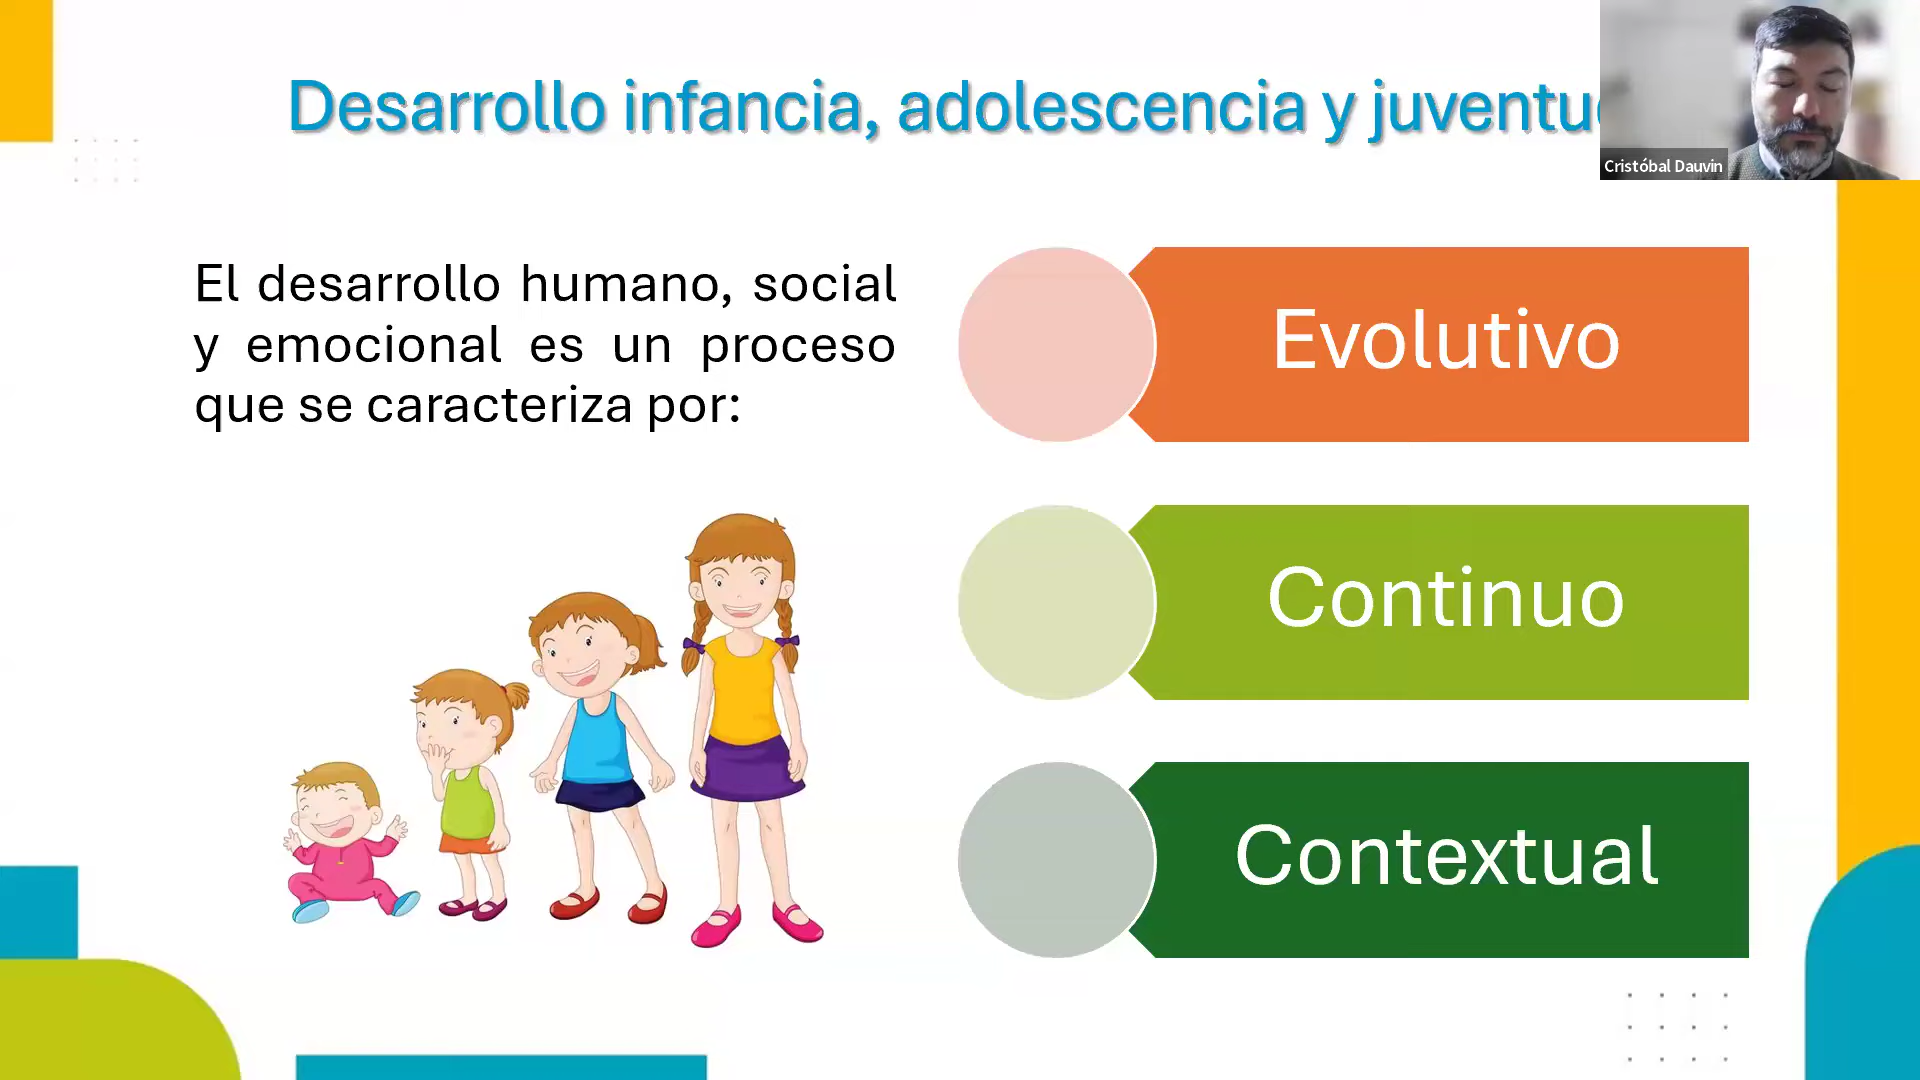 Desarrollo infancia, adolescencia y juventu
Cristóbal Dauvin
El desarrollo humano, social
y emocional es un proceso
que se caracteriza por:
Evolutivo
Continuo
Contextual